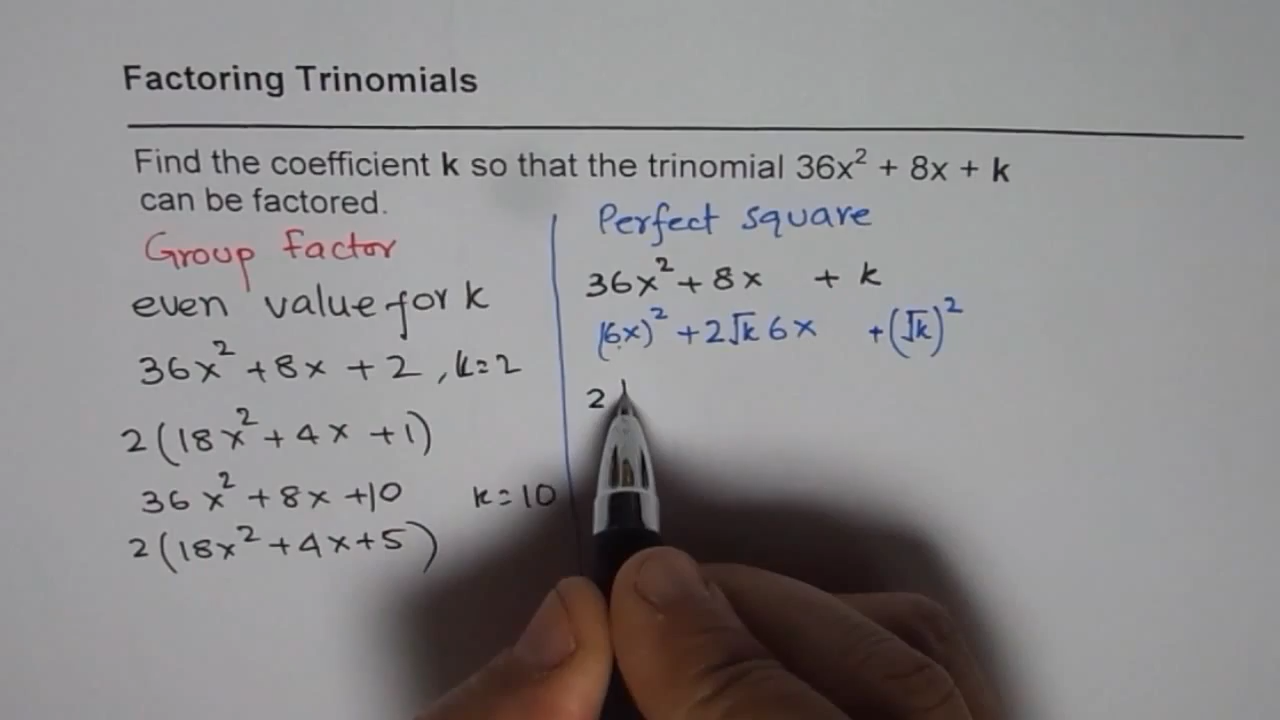 Factoring Trinomials
Find the coefficient k so that the trinomial 36x² + 8x + k
can be factored.
Group factor
even value for k
36x² + 8x + 2 , k=2
2(18x² + 4x + 1)
36x² + 8x + 10 k=10
2(18x² + 4x + 5)
Perfect square
36x² + 8x + k
(6x)² + 2√k 6x + (√k)²
2